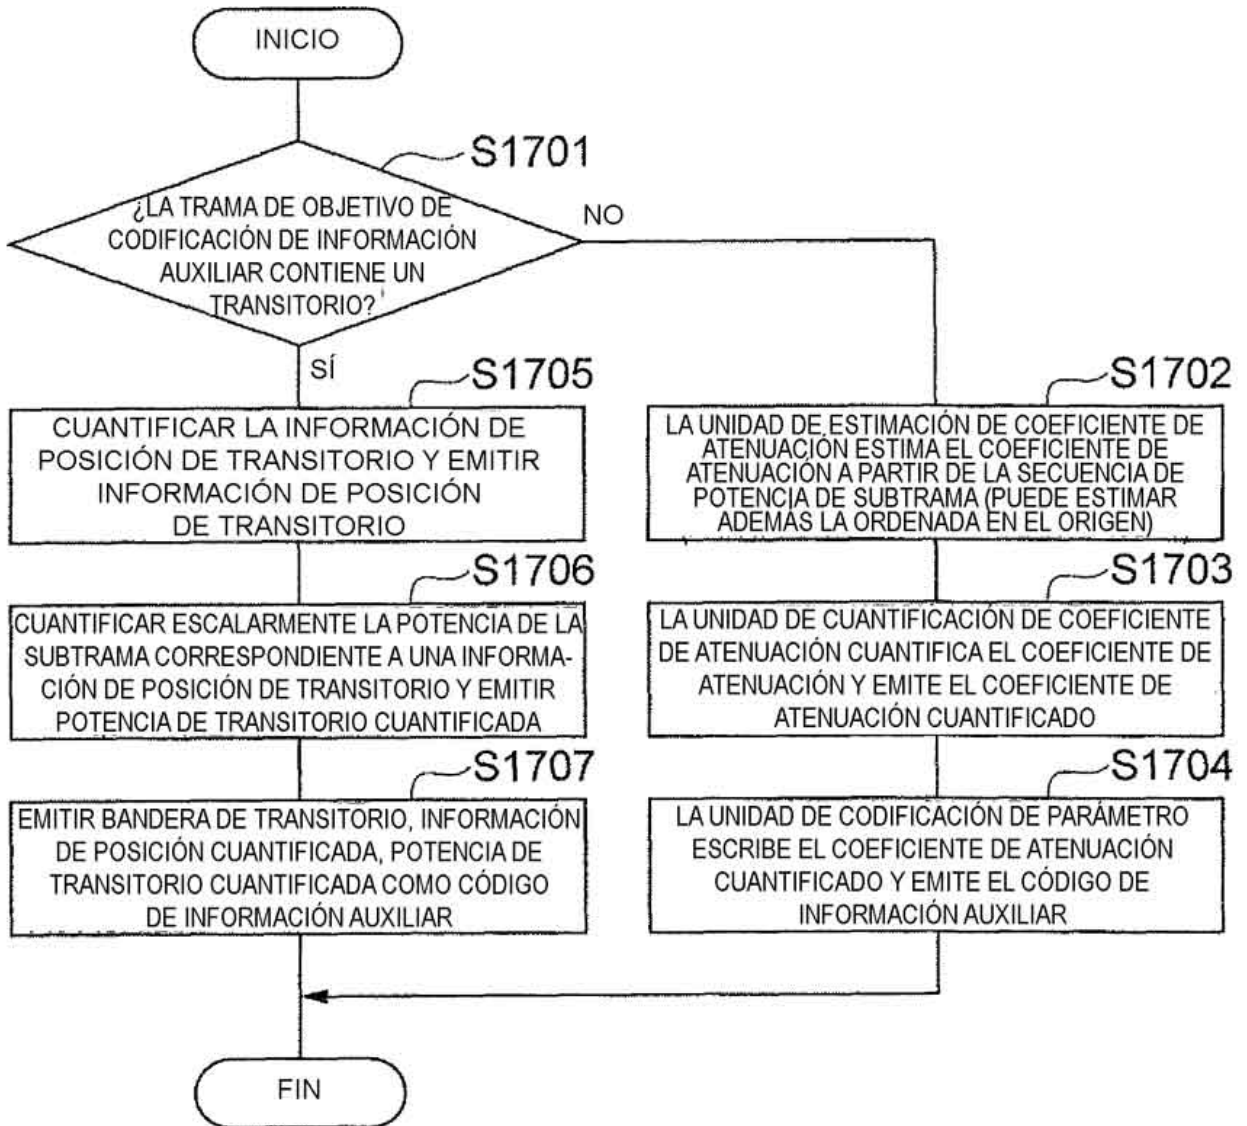 INICIO
S1701
¿LA TRAMA DE OBJETIVO DE
CODIFICACIÓN DE INFORMACIÓN
AUXILIAR CONTIENE UN
TRANSITORIO?
NO
SÍ
S1705
CUANTIFICAR LA INFORMACIÓN DE
POSICIÓN DE TRANSITORIO Y EMITIR
INFORMACIÓN DE POSICIÓN
DE TRANSITORIO
S1706
CUANTIFICAR ESCALARMENTE LA POTENCIA DE LA
SUBTRAMA CORRESPONDIENTE A UNA INFORMA-
CIÓN DE POSICIÓN DE TRANSITORIO Y EMITIR
POTENCIA DE TRANSITORIO CUANTIFICADA
S1707
EMITIR BANDERA DE TRANSITORIO, INFORMACIÓN
DE POSICIÓN CUANTIFICADA, POTENCIA DE
TRANSITORIO CUANTIFICADA COMO CÓDIGO
DE INFORMACIÓN AUXILIAR
S1702
LA UNIDAD DE ESTIMACIÓN DE COEFICIENTE DE
ATENUACIÓN ESTIMA EL COEFICIENTE DE
ATENUACIÓN A PARTIR DE LA SECUENCIA DE
POTENCIA DE SUBTRAMA (PUEDE ESTIMAR
ADEMÁS LA ORDENADA EN EL ORIGEN)
S1703
LA UNIDAD DE CUANTIFICACIÓN DE COEFICIENTE
DE ATENUACIÓN CUANTIFICA EL COEFICIENTE DE
ATENUACIÓN Y EMITE EL COEFICIENTE DE
ATENUACIÓN CUANTIFICADO
S1704
LA UNIDAD DE CODIFICACIÓN DE PARÁMETRO
ESCRIBE EL COEFICIENTE DE ATENUACIÓN
CUANTIFICADO Y EMITE EL CÓDIGO DE
INFORMACIÓN AUXILIAR
FIN